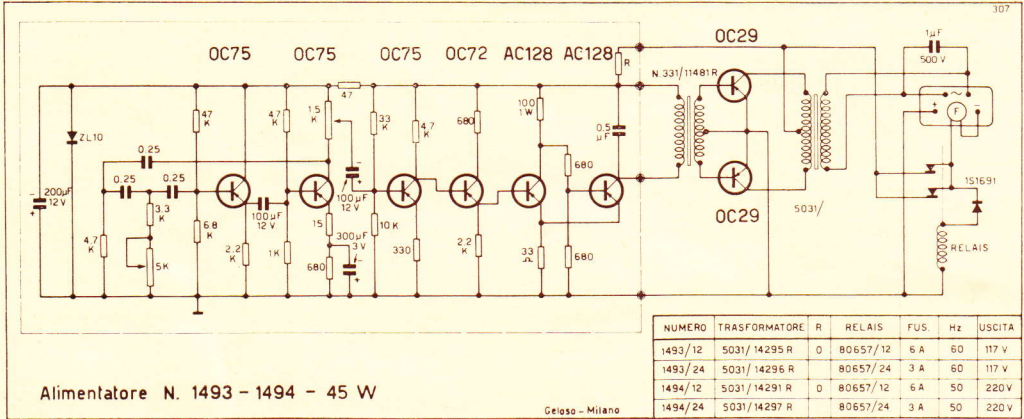 307
OC75 OC75 OC75 OC72 AC128 AC128 OC29
1µF
500 V
N.331/11481R
R
47
47
K
4.7
K
1.5
K
33
K
4.7
K
680
100
1W
0,5
µF
~
+ F -
ZL10
0.25
0.25 0.25
680
1S1691
200µF
12 V
- +
100µF
12 V
100µF
12 V
3.3
K
6.8
K
15
300µF
3V
10K
OC29
5031/
4.7
K
5K
2.2
K
1K
680
330
2.2
K
33
Ω
680
RELAIS
NUMERO TRASFORMATORE R RELAIS FUS. Hz USCITA
1493/12 5031/14295 R 0 80657/12 6 A 60 117 V
1493/24 5031/14296 R 80657/24 3 A 60 117 V
1494/12 5031/14291 R 0 80657/12 6 A 50 220V
1494/24 5031/14297 R 80657/24 3 A 50 220V
Alimentatore N. 1493 - 1494 - 45 W
Geloso - Milano